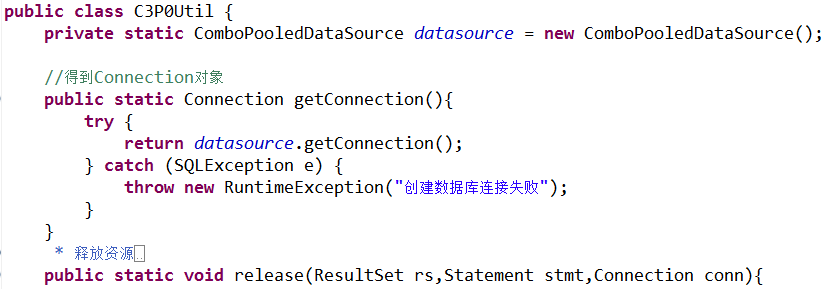 public class C3P0Util {
    private static ComboPooledDataSource datasource = new ComboPooledDataSource();
    //得到Connection对象
    public static Connection getConnection(){
        try {
            return datasource.getConnection();
        } catch (SQLException e) {
            throw new RuntimeException("创建数据库连接失败");
        }
    }
     * 释放资源..
    public static void release(ResultSet rs,Statement stmt,Connection conn){